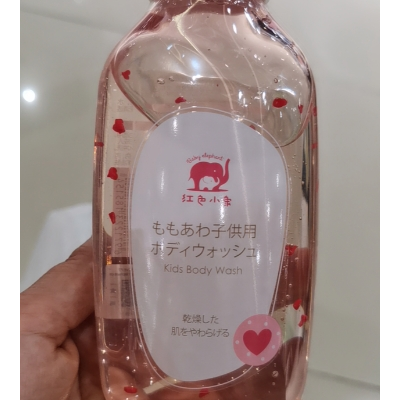 Baby elephant
红色小象
ももあわ子供用
ボディウォッシュ
Kids Body Wash
乾燥した
肌をやわらげる